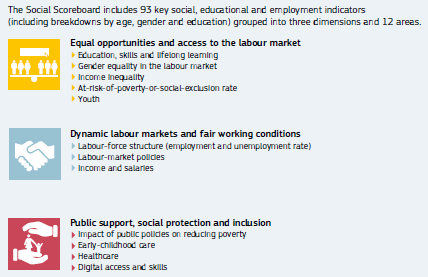 The Social Scoreboard includes 93 key social, educational and employment indicators
(including breakdowns by age, gender and education) grouped into three dimensions and 12 areas.
Equal opportunities and access to the labour market
Education, skills and lifelong learning
Gender equality in the labour market
Income inequality
At-risk-of-poverty-or-social-exclusion rate
Youth
Dynamic labour markets and fair working conditions
Labour-force structure (employment and unemployment rate)
Labour-market policies
Income and salaries
Public support, social protection and inclusion
Impact of public policies on reducing poverty
Early-childhood care
Healthcare
Digital access and skills